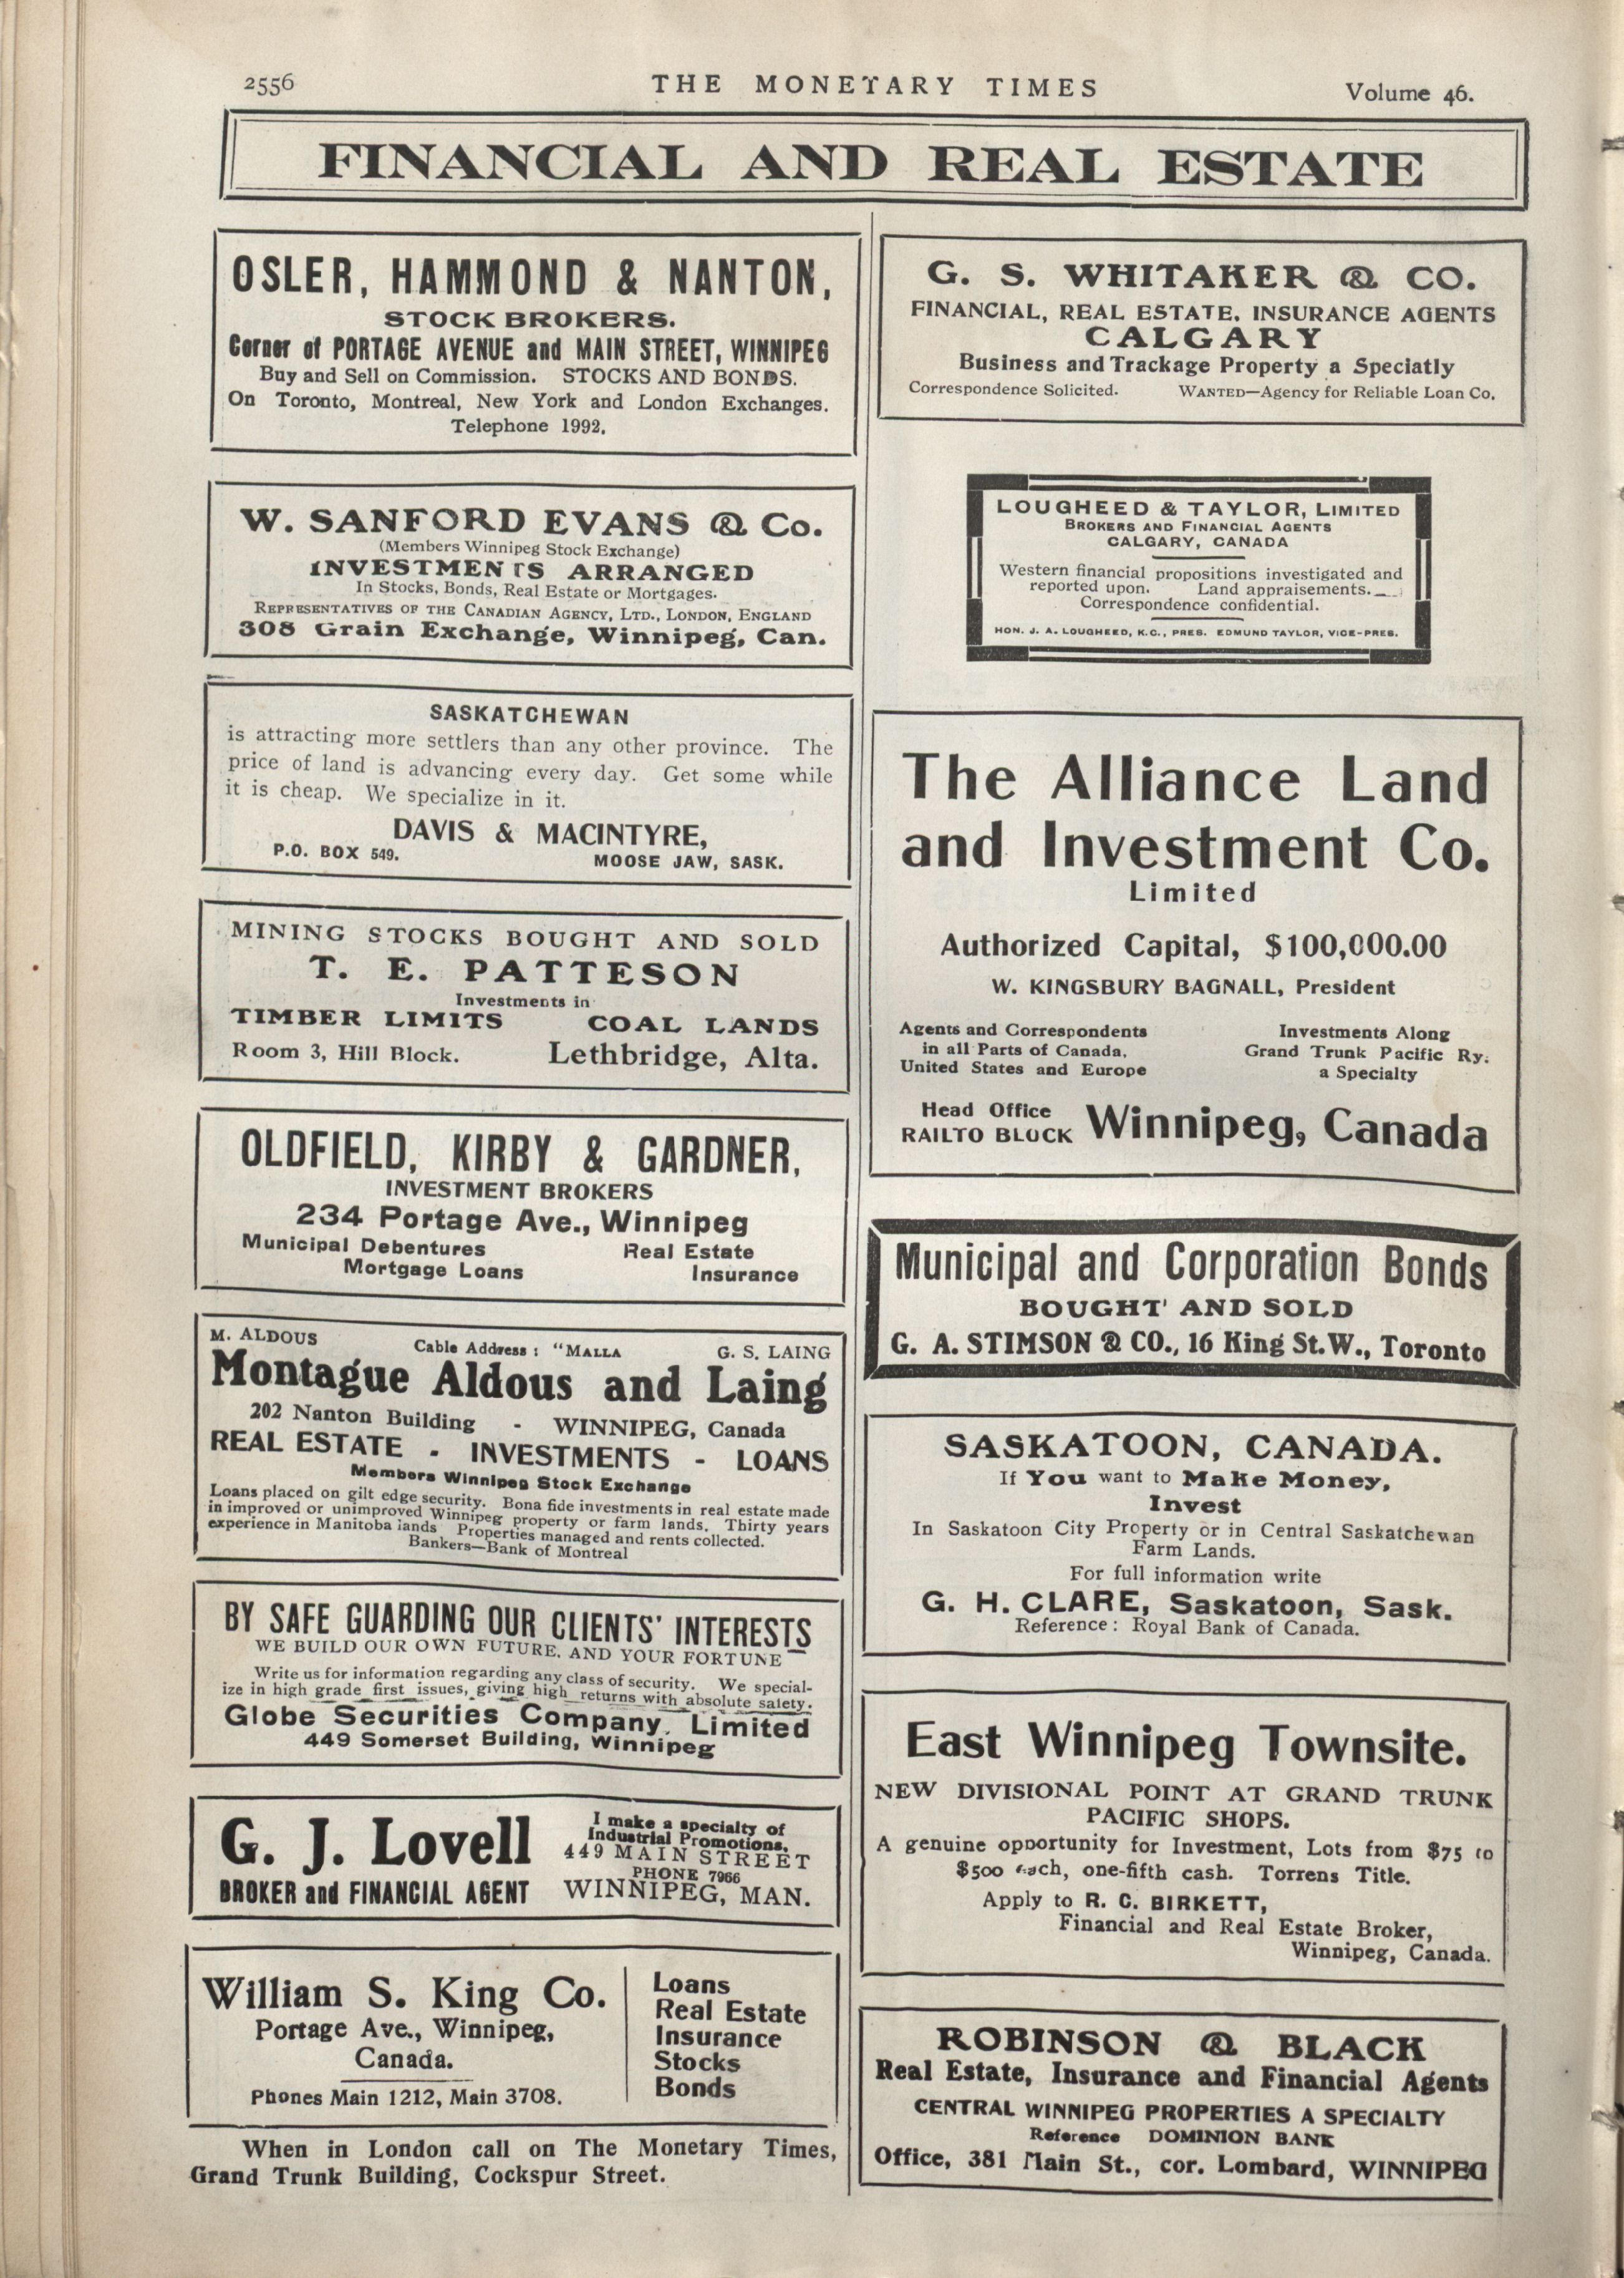 2556
THE MONETARY TIMES
Volume 46.
FINANCIAL AND REAL ESTATE
OSLER, HAMMOND & NANTON,
STOCK BROKERS.
Corner of PORTAGE AVENUE and MAIN STREET, WINNIPEG
Buy and Sell on Commission. STOCKS AND BONDS.
On Toronto, Montreal, New York and London Exchanges.
Telephone 1992.
W. SANFORD EVANS & Co.
(Members Winnipeg Stock Exchange)
INVESTMENTS ARRANGED
In Stocks, Bonds, Real Estate or Mortgages.
REPRESENTATIVES OF THE CANADIAN AGENCY, LTD., LONDON, ENGLAND
308 Grain Exchange, Winnipeg, Can.
SASKATCHEWAN
is attracting more settlers than any other province. The
price of land is advancing every day. Get some while
it is cheap. We specialize in it.
DAVIS & MACINTYRE,
P.O. BOX 549. MOOSE JAW, SASK.
MINING STOCKS BOUGHT AND SOLD
T. E. PATTESON
Investments in
TIMBER LIMITS COAL LANDS
Room 3, Hill Block. Lethbridge, Alta.
OLDFIELD, KIRBY & GARDNER,
INVESTMENT BROKERS
234 Portage Ave., Winnipeg
Municipal Debentures Real Estate
Mortgage Loans Insurance
M. ALDOUS Cable Address: "MALLA G. S. LAING
Montague Aldous and Laing
202 Nanton Building - WINNIPEG, Canada
REAL ESTATE - INVESTMENTS - LOANS
Members Winnipeg Stock Exchange
Loans placed on gilt edge security. Bona fide investments in real estate made
in improved or unimproved Winnipeg property or farm lands. Thirty years
experience in Manitoba lands Properties managed and rents collected.
Bankers—Bank of Montreal
BY SAFE GUARDING OUR CLIENTS' INTERESTS
WE BUILD OUR OWN FUTURE, AND YOUR FORTUNE
Write us for information regarding any class of security. We special-
ize in high grade first issues, giving high returns with absolute safety.
Globe Securities Company, Limited
449 Somerset Building, Winnipeg
G. J. Lovell
BROKER and FINANCIAL AGENT
I make a specialty of
Industrial Promotions,
449 MAIN STREET
PHONE 7966
WINNIPEG, MAN.
William S. King Co.
Portage Ave., Winnipeg,
Canada.
Phones Main 1212, Main 3708.
Loans
Real Estate
Insurance
Stocks
Bonds
When in London call on The Monetary Times,
Grand Trunk Building, Cockspur Street.
G. S. WHITAKER & CO.
FINANCIAL, REAL ESTATE, INSURANCE AGENTS
CALGARY
Business and Trackage Property a Speciatly
Correspondence Solicited. WANTED—Agency for Reliable Loan Co.
LOUGHEED & TAYLOR, LIMITED
BROKERS AND FINANCIAL AGENTS
CALGARY, CANADA
Western financial propositions investigated and
reported upon. Land appraisements.
Correspondence confidential.
HON. J. A. LOUGHEED, K.C., PRES. EDMUND TAYLOR, VICE-PRES.
The Alliance Land
and Investment Co.
Limited
Authorized Capital, $100,000.00
W. KINGSBURY BAGNALL, President
Agents and Correspondents
in all Parts of Canada,
United States and Europe
Investments Along
Grand Trunk Pacific Ry.
a Specialty
Head Office
RAILTO BLOCK
Winnipeg, Canada
Municipal and Corporation Bonds
BOUGHT AND SOLD
G. A. STIMSON & CO., 16 King St.W., Toronto
SASKATOON, CANADA.
If You want to Make Money,
Invest
In Saskatoon City Property or in Central Saskatchewan
Farm Lands.
For full information write
G. H. CLARE, Saskatoon, Sask.
Reference: Royal Bank of Canada.
East Winnipeg Townsite.
NEW DIVISIONAL POINT AT GRAND TRUNK
PACIFIC SHOPS.
A genuine opportunity for Investment, Lots from $75 to
$500 each, one-fifth cash. Torrens Title.
Apply to R. C. BIRKETT,
Financial and Real Estate Broker,
Winnipeg, Canada.
ROBINSON & BLACK
Real Estate, Insurance and Financial Agents
CENTRAL WINNIPEG PROPERTIES A SPECIALTY
Reference DOMINION BANK
Office, 381 Main St., cor. Lombard, WINNIPEG